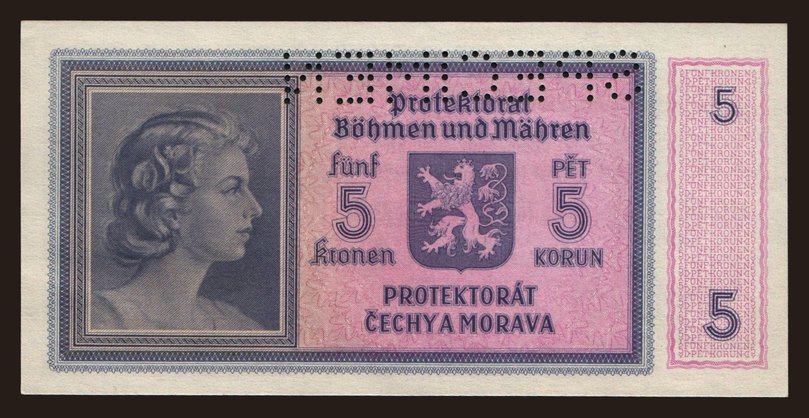 Protektorat
Böhmen und Mähren
fünf PĚT
5 5
Kronen KORUN
PROTEKTORÁT
ČECHY A MORAVA
5
5